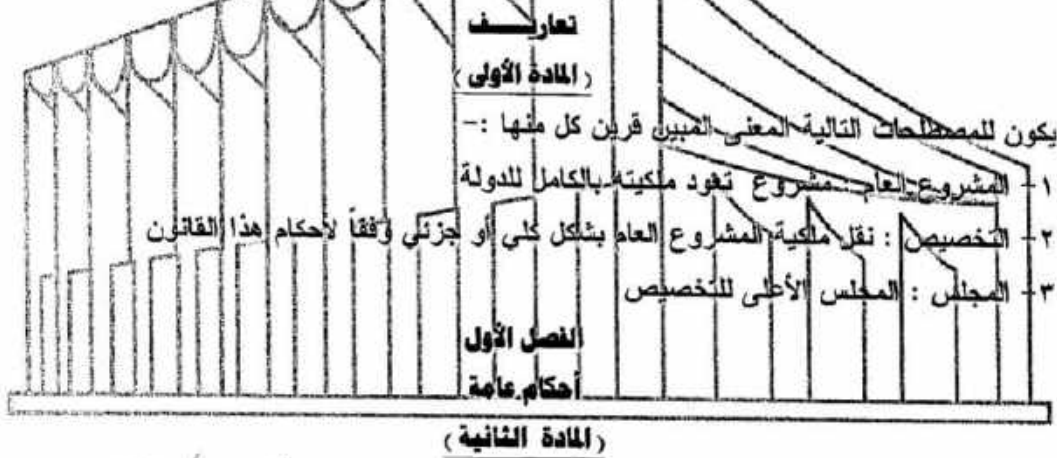 تعاريف
(المادة الأولى)
يكون للمصطلحات التالية المعنى المبين قرين كل منها :-
١- المشروع العام : مشروع تعود ملكيته بالكامل للدولة
٢- التخصيص : نقل ملكية المشروع العام بشكل كلي أو جزئي وفقاً لأحكام هذا القانون
٣- المجلس : المجلس الأعلى للتخصيص
الفصل الأول
أحكام عامة
(المادة الثانية)